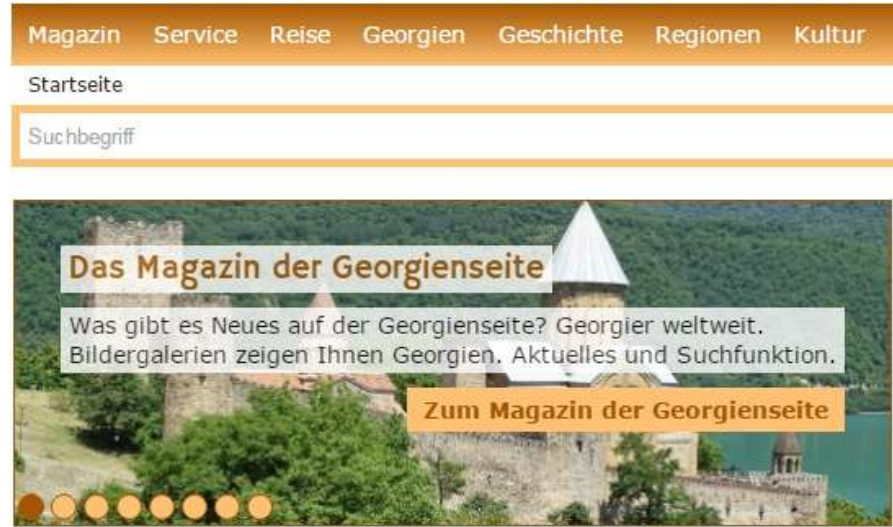 Magazin Service Reise Georgien Geschichte Regionen Kultur
Startseite
Suchbegriff
Das Magazin der Georgienseite
Was gibt es Neues auf der Georgienseite? Georgier weltweit.
Bildergalerien zeigen Ihnen Georgien. Aktuelles und Suchfunktion.
Zum Magazin der Georgienseite